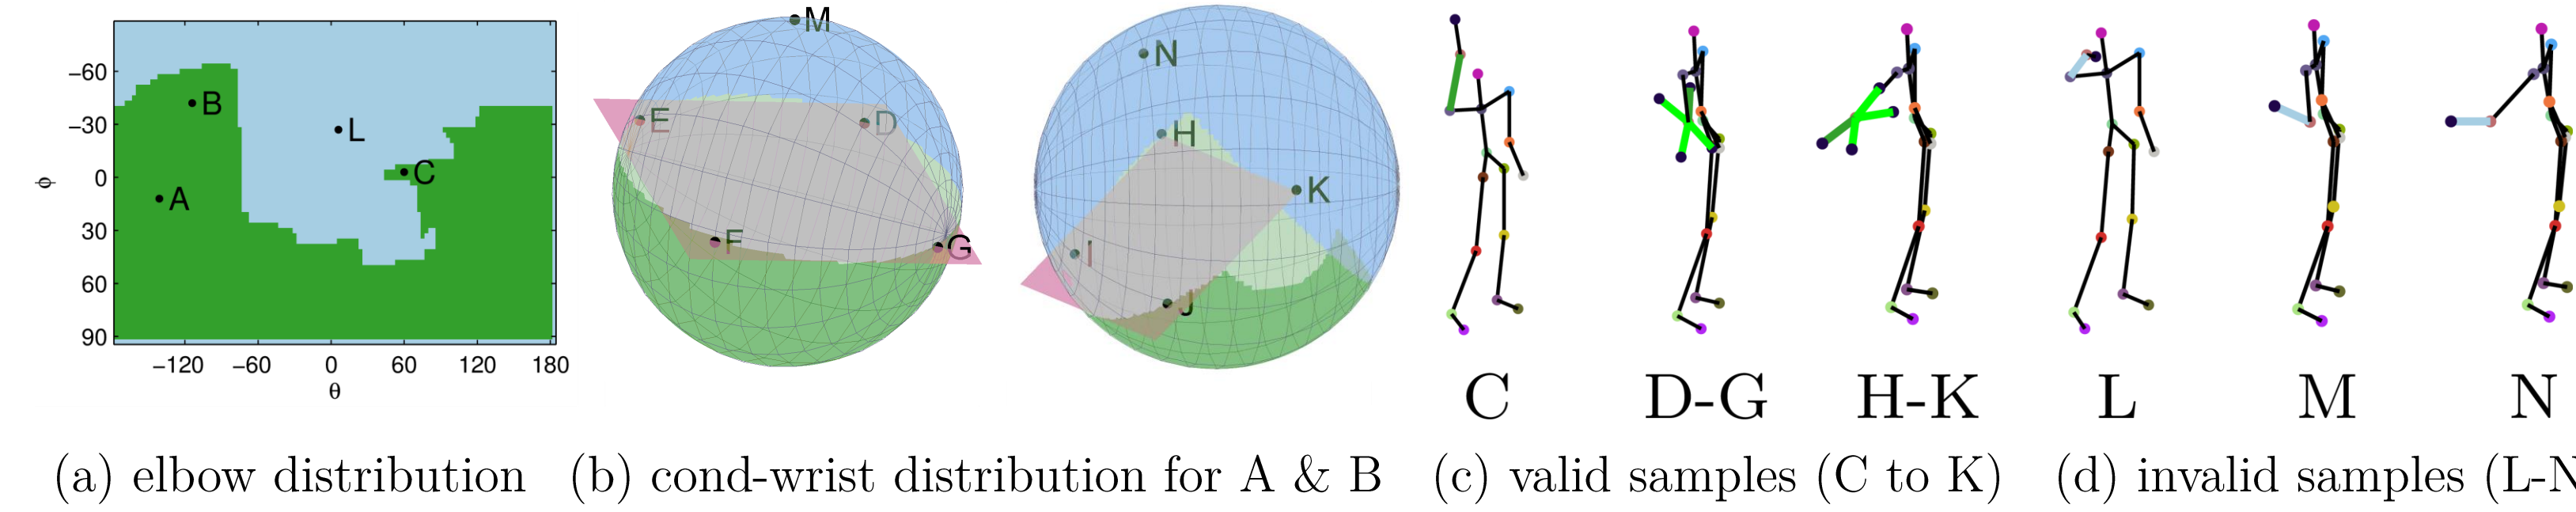 −60
−30
0
30
60
90
ϕ
−120 −60 0 60 120 180
θ
A
B
C
L
M
E
D
F
G
N
H
K
I
J
C D-G H-K L M N
(a) elbow distribution (b) cond-wrist distribution for A & B (c) valid samples (C to K) (d) invalid samples (L-N